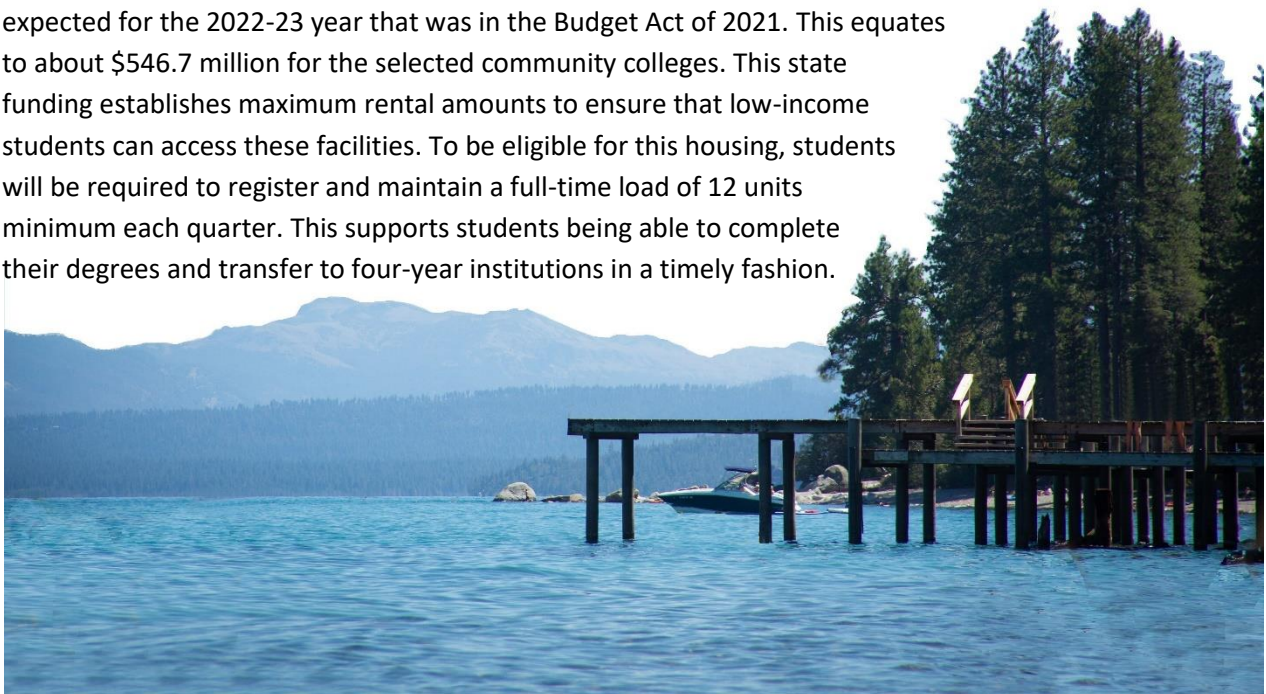 expected for the 2022-23 year that was in the Budget Act of 2021. This equates
to about $546.7 million for the selected community colleges. This state
funding establishes maximum rental amounts to ensure that low-income
students can access these facilities. To be eligible for this housing, students
will be required to register and maintain a full-time load of 12 units
minimum each quarter. This supports students being able to complete
their degrees and transfer to four-year institutions in a timely fashion.